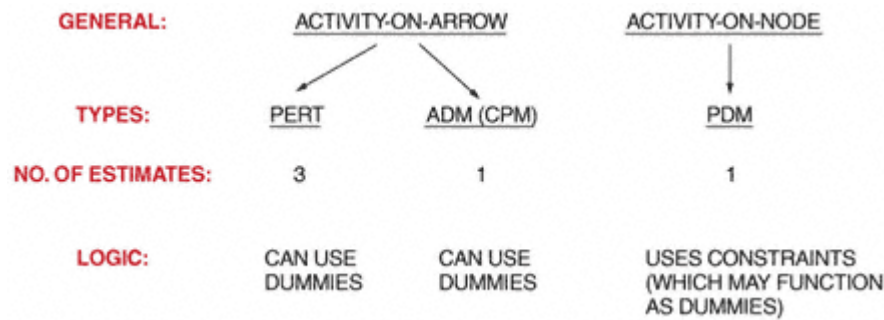 GENERAL: ACTIVITY-ON-ARROW ACTIVITY-ON-NODE
TYPES: PERT ADM (CPM) PDM
NO. OF ESTIMATES: 3 1 1
LOGIC: CAN USE CAN USE USES CONSTRAINTS
DUMMIES DUMMIES (WHICH MAY FUNCTION
AS DUMMIES)